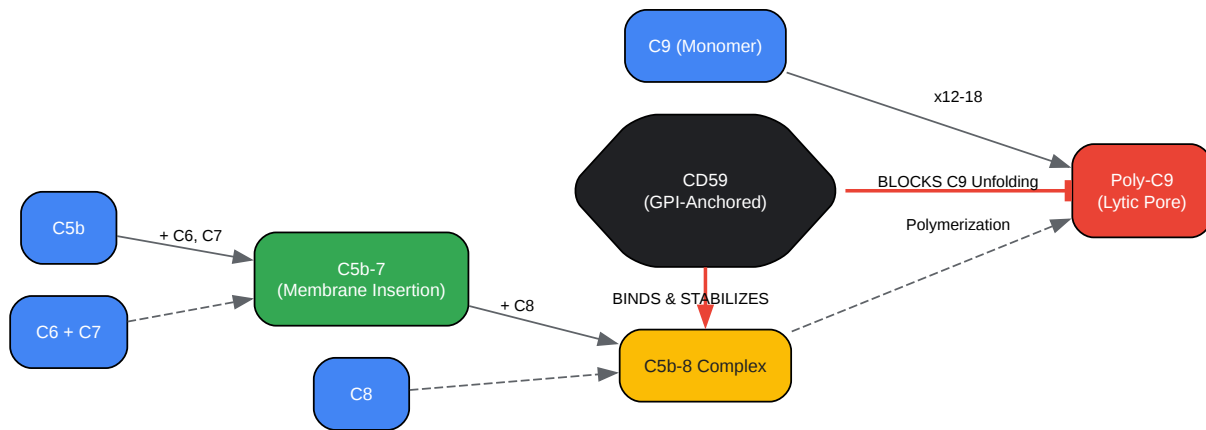 C9 (Monomer)
x12-18
CD59
(GPI-Anchored)
BLOCKS C9 Unfolding
Poly-C9
(Lytic Pore)
C5b
+ C6, C7
Polymerization
C5b-7
(Membrane Insertion)
BINDS & STABILIZES
+ C8
C6 + C7
C5b-8 Complex
C8